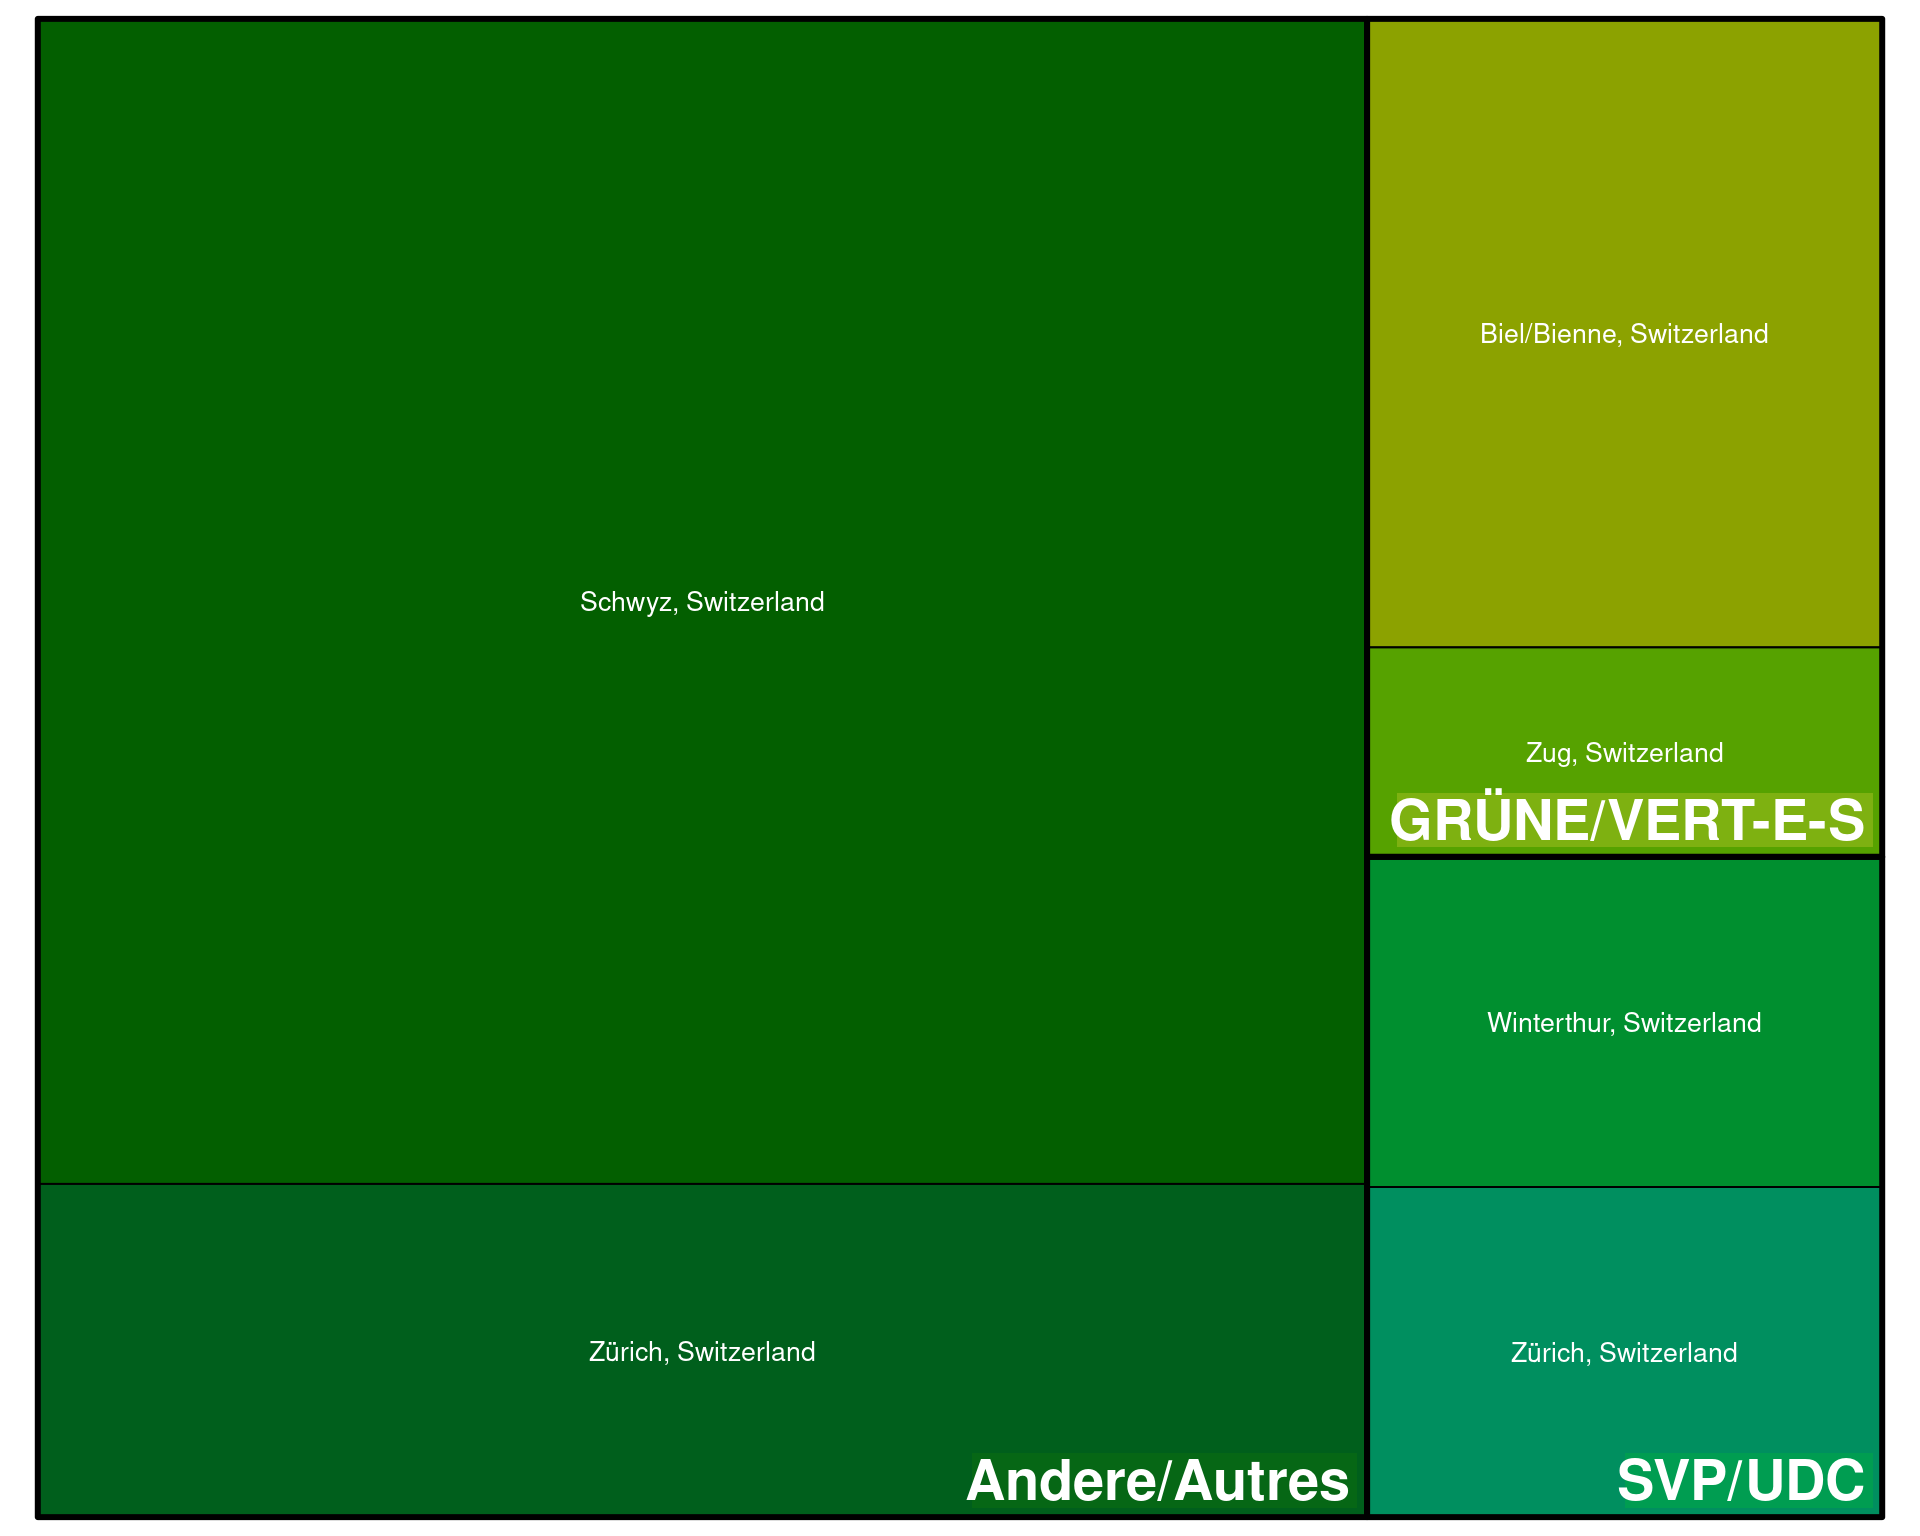 Schwyz, Switzerland
Zürich, Switzerland
Andere/Autres
Biel/Bienne, Switzerland
Zug, Switzerland
GRÜNE/VERT-E-S
Winterthur, Switzerland
Zürich, Switzerland
SVP/UDC